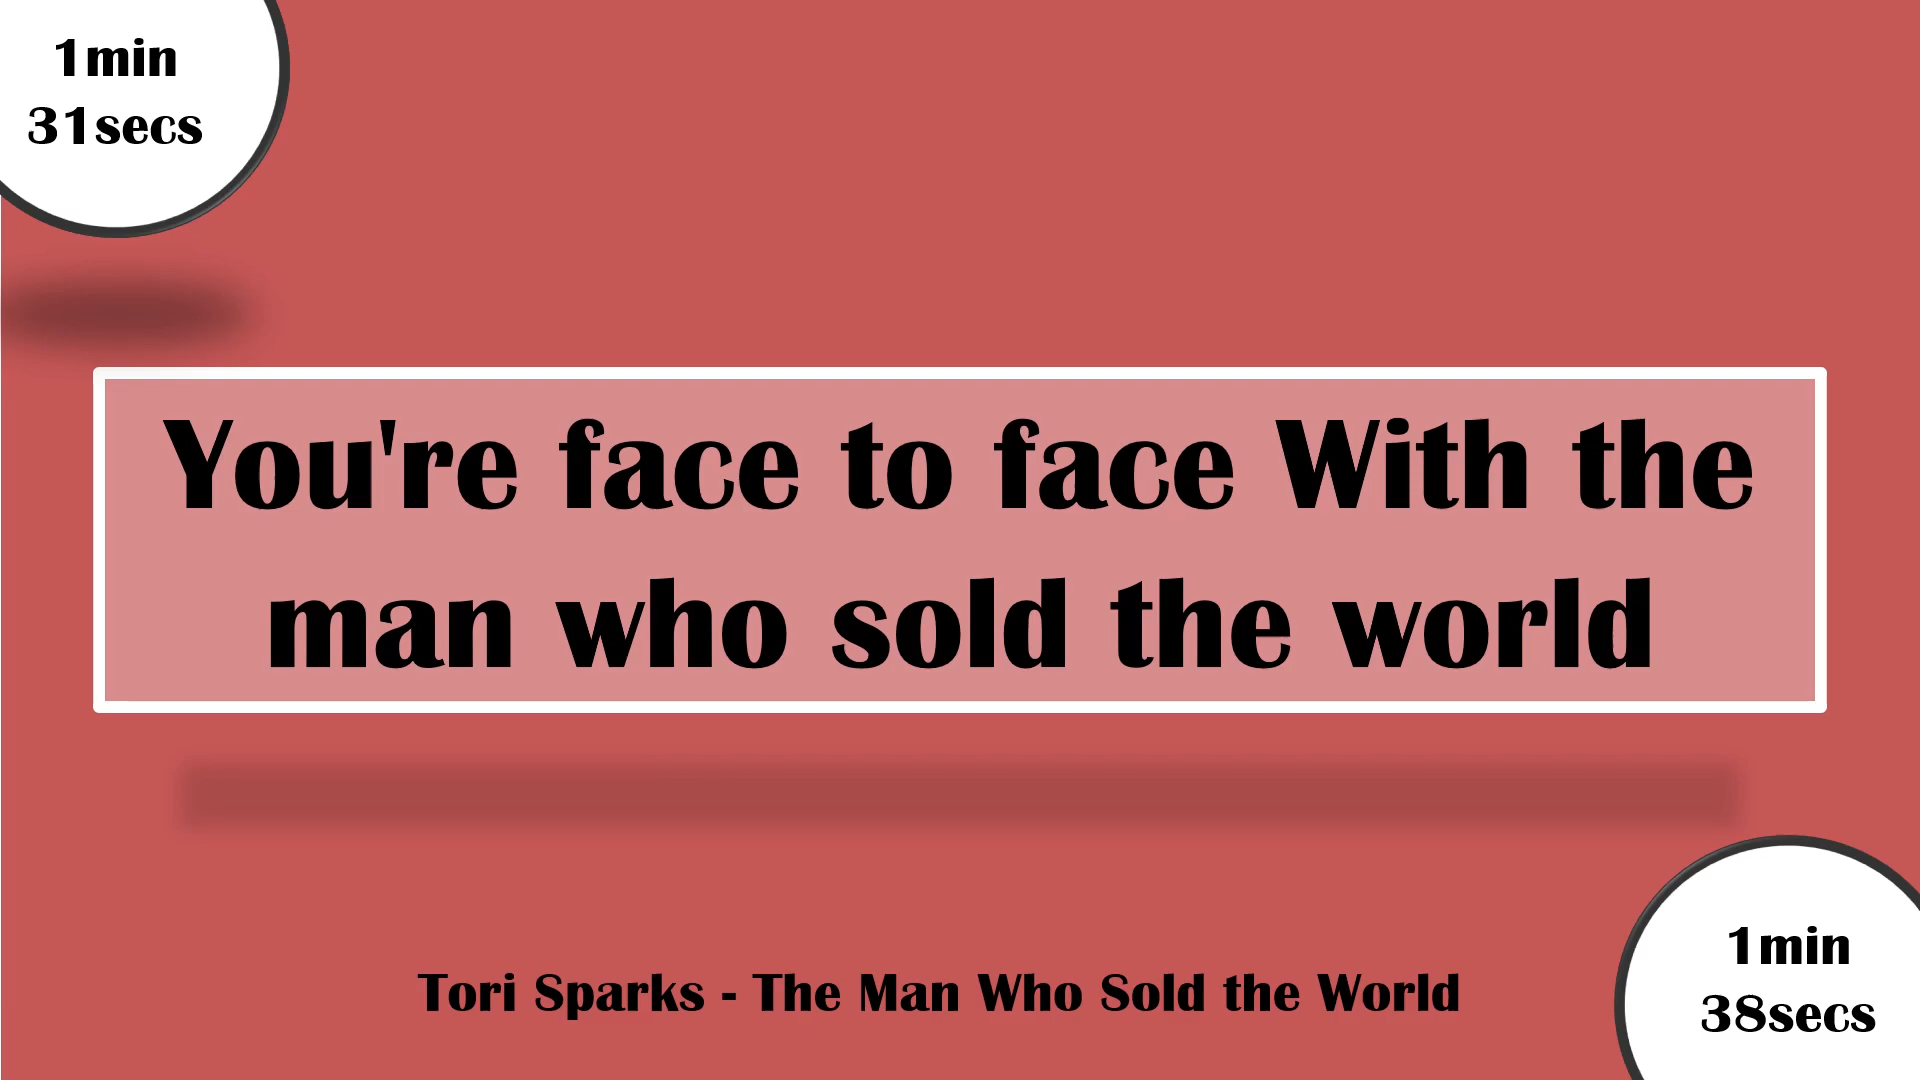 1min
31secs
You're face to face With the
man who sold the world
Tori Sparks - The Man Who Sold the World
1min
38secs